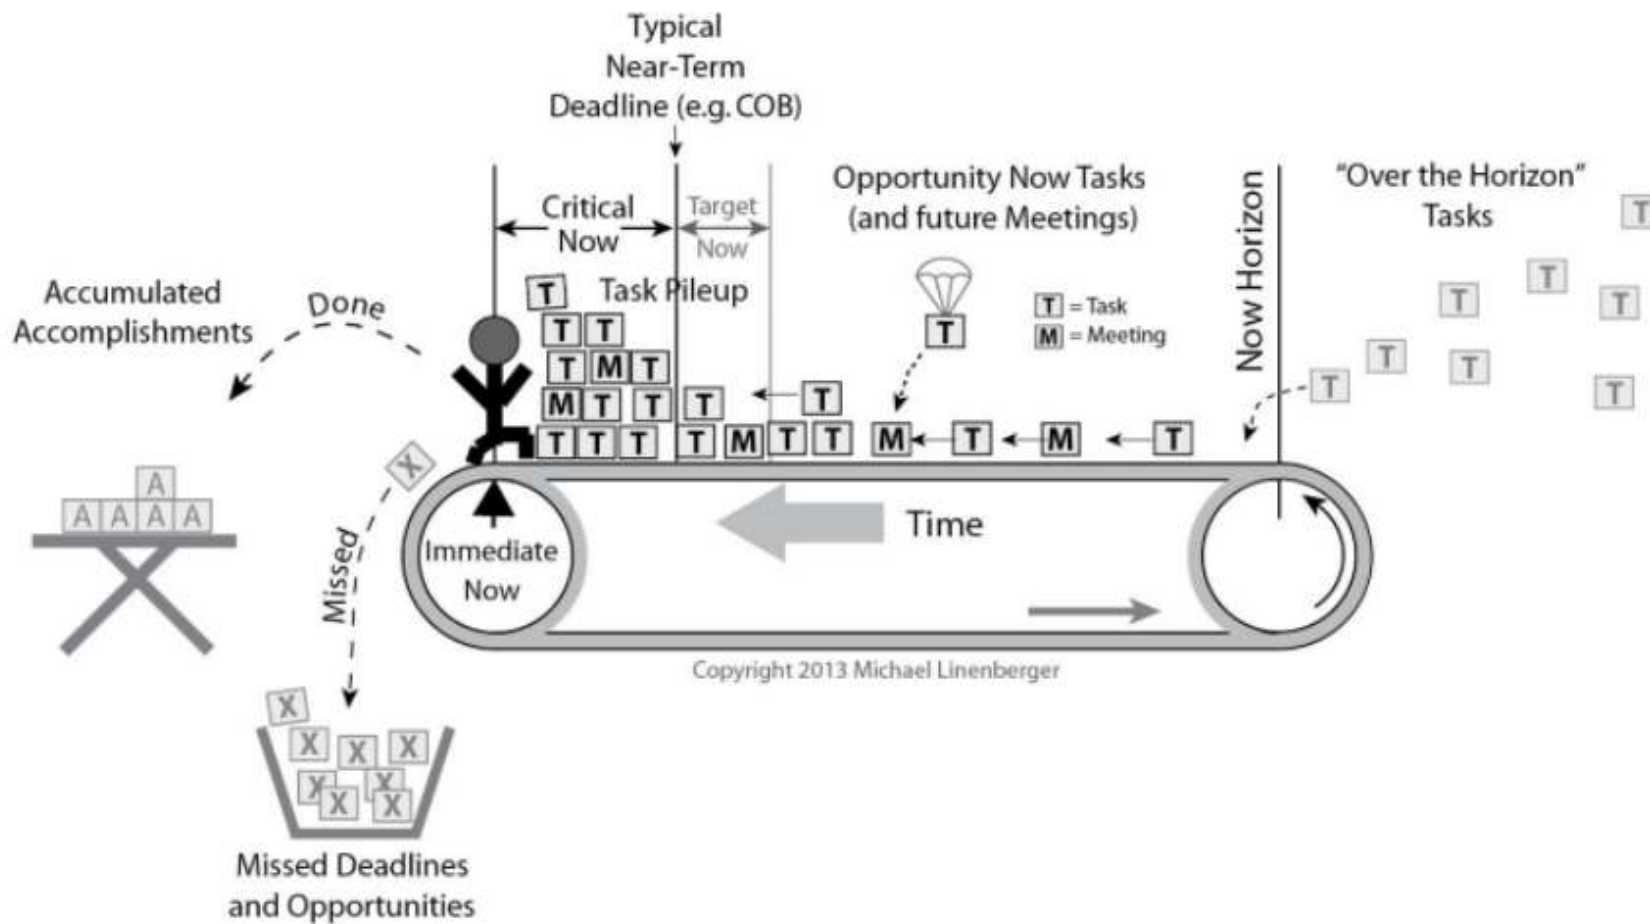 Typical
Near-Term
Deadline (e.g. COB)
Critical
Now
Target
Now
Opportunity Now Tasks
(and future Meetings)
Now Horizon
"Over the Horizon"
Tasks
T
T
T
T
T
T
T
T
Accumulated
Accomplishments
Done
Task Pileup
T
T T
T M T
M T T T
T T T T M T T M T M T
T
T
T = Task
M = Meeting
X
A
A A A A
Missed
Immediate
Now
Time
Copyright 2013 Michael Linenberger
X
X X X
X X
X X
Missed Deadlines
and Opportunities